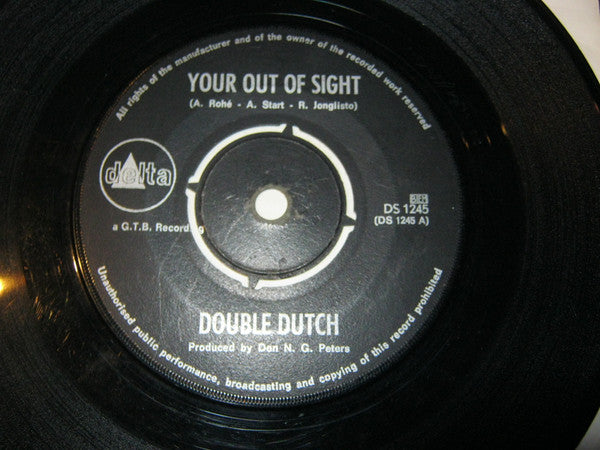 All rights of the manufacturer and of the owner of the recorded work reserved
YOUR OUT OF SIGHT
(A. Rohé - A. Start - R. Jonglisto)
delta
BIEM
DS 1245
(DS 1245 A)
a G.T.B. Recording
DOUBLE DUTCH
Produced by Don N. G. Peters
Unauthorised public performance, broadcasting and copying of this record prohibited